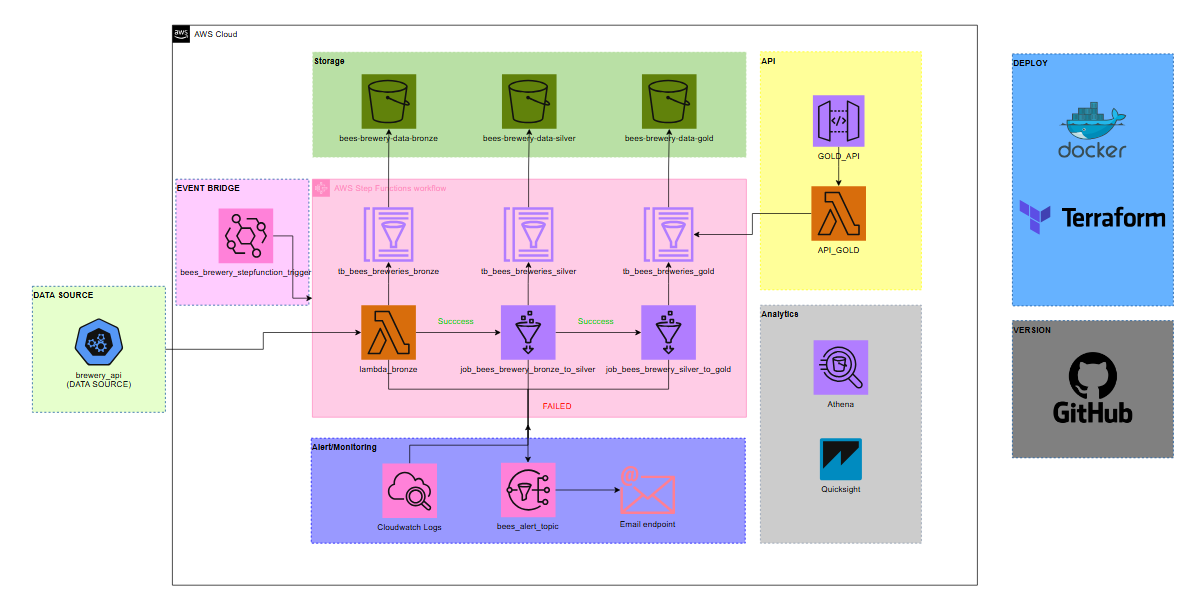 aws
AWS Cloud
Storage
bees-brewery-data-bronze
bees-brewery-data-silver
bees-brewery-data-gold
API
GOLD_API
API_GOLD
DEPLOY
docker
Terraform
EVENT BRIDGE
bees_brewery_stepfunction_trigger
AWS Step Functions workflow
tb_bees_breweries_bronze
tb_bees_breweries_silver
tb_bees_breweries_gold
DATA SOURCE
brewery_api
(DATA SOURCE)
Succcess
Succcess
lambda_bronze
job_bees_brewery_bronze_to_silver
job_bees_brewery_silver_to_gold
FAILED
Analytics
Athena
Quicksight
VERSION
GitHub
Alert/Monitoring
Cloudwatch Logs
bees_alert_topic
Email endpoint